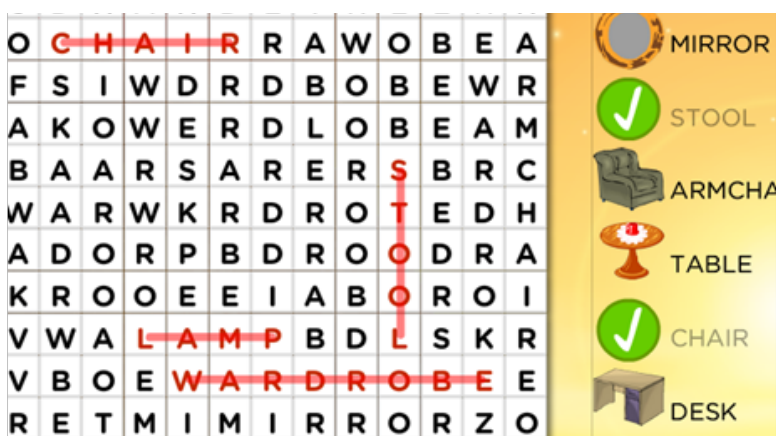 O C H A I R R A W O B E A
F S I W D R D B O B E W R
A K O W E R D L O B E A M
B A A R S A R E R S B R C
W A R W K R D R O T E D H
A D O R P B D R O O D R A
K R O O E E I A B O R O I
V W A L A M P B D L S K R
V B O E W A R D R O B E E
R E T M I M I R R O R Z O
MIRROR
STOOL
ARMCHA
TABLE
CHAIR
DESK